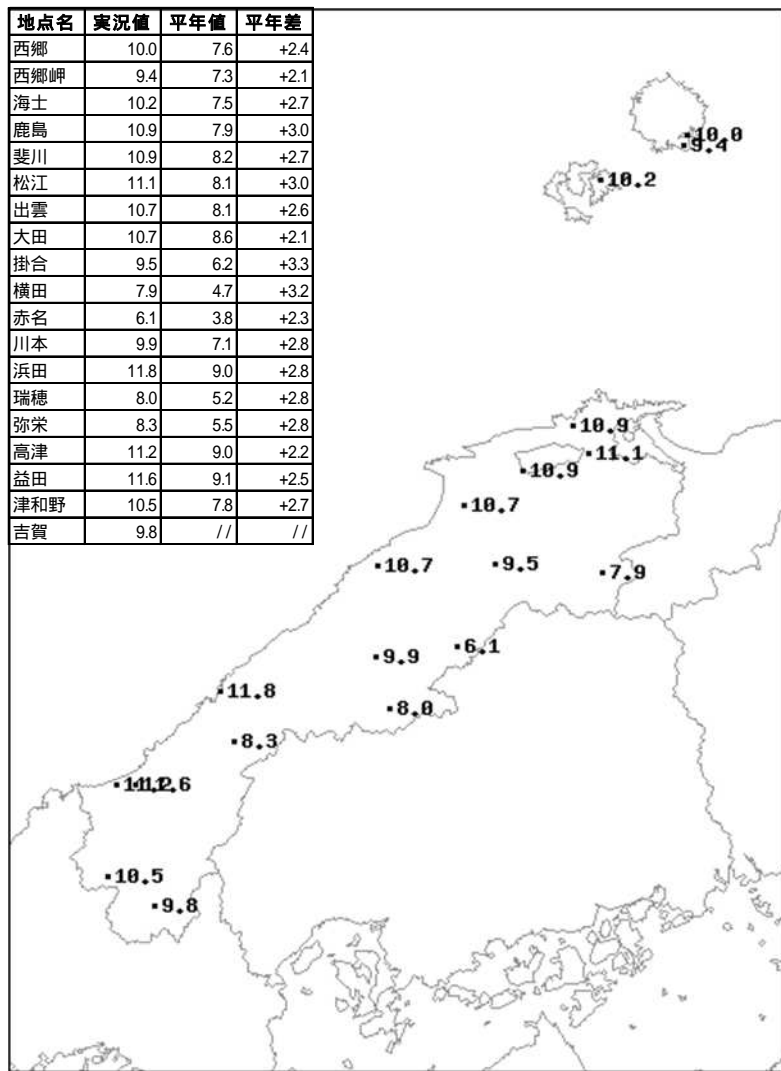 地点名 実況値 平年値 平年差
西郷 10.0 7.6 +2.4
西郷岬 9.4 7.3 +2.1
海士 10.2 7.5 +2.7
鹿島 10.9 7.9 +3.0
斐川 10.9 8.2 +2.7
松江 11.1 8.1 +3.0
出雲 10.7 8.1 +2.6
大田 10.7 8.6 +2.1
掛合 9.5 6.2 +3.3
横田 7.9 4.7 +3.2
赤名 6.1 3.8 +2.3
川本 9.9 7.1 +2.8
浜田 11.8 9.0 +2.8
瑞穂 8.0 5.2 +2.8
弥栄 8.3 5.5 +2.8
高津 11.2 9.0 +2.2
益田 11.6 9.1 +2.5
津和野 10.5 7.8 +2.7
吉賀 9.8 // //
10.0
9.4
10.2
10.9
11.1
10.9
10.7
10.7
9.5
7.9
6.1
9.9
11.8
8.0
8.3
11.2
11.6
10.5
9.8